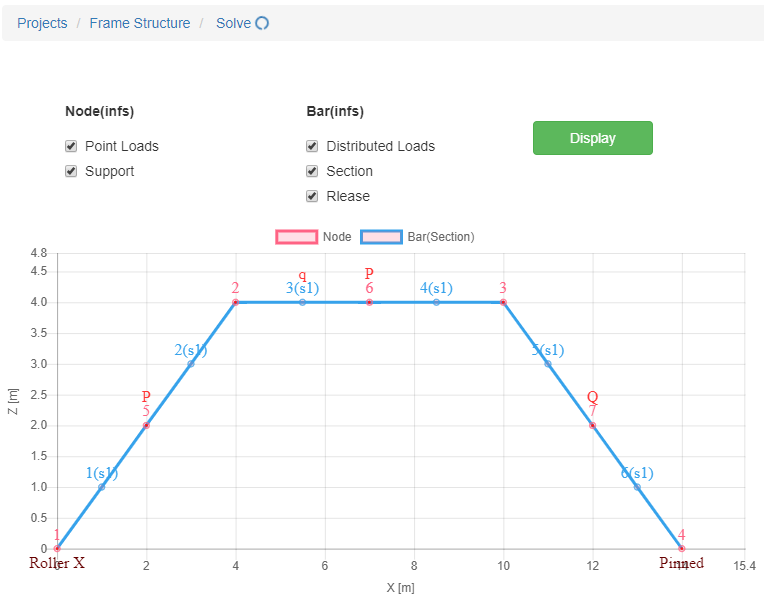 Projects / Frame Structure / Solve
Node(infs) Bar(infs)
Point Loads Distributed Loads Display
Support Section
Rlease
Node Bar(Section)
4.8
4.5
q P
2 3(s1) 6 4(s1) 3
4.0
3.5
2(s1) 5(s1)
3.0
P Q
2.5
5 7
2.0
Z [m]
1.5
1(s1) 6(s1)
1.0
0.5
1 4
0
Roller X 2 4 6 8 10 12 Pinned 15.4
X [m]